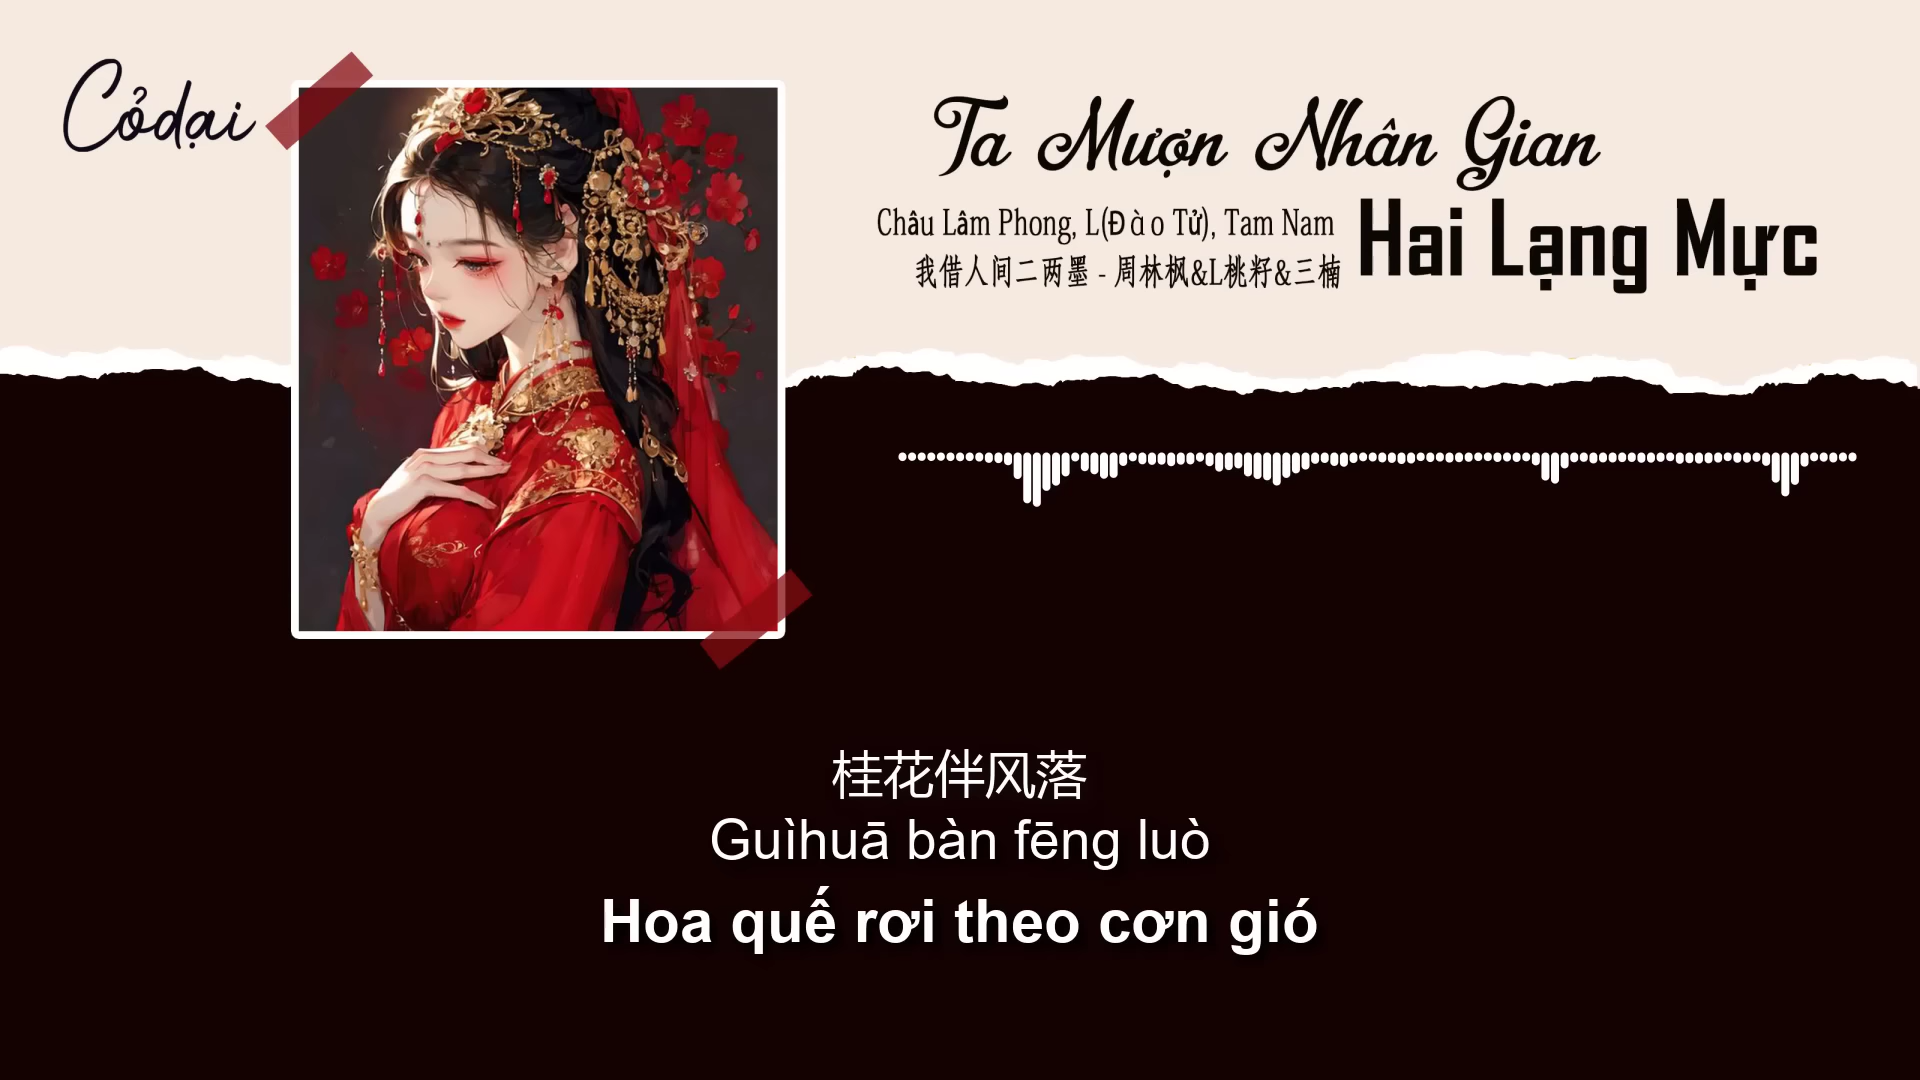 Cỏdại
Ta Mượn Nhân Gian
Hai Lạng Mực
Châu Lâm Phong, L(Đào Tử), Tam Nam
我借人间二两墨 - 周林枫&L桃籽&三楠
桂花伴风落
Guìhuā bàn fēng luò
Hoa quế rơi theo cơn gió